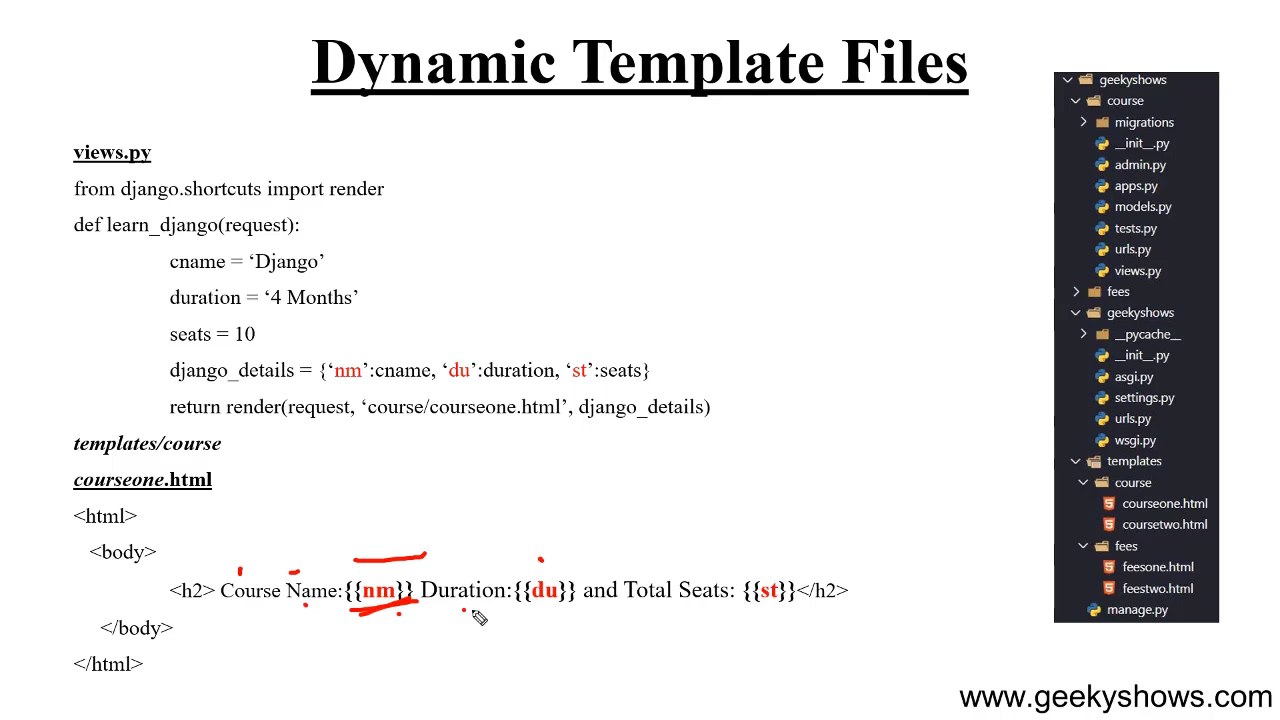 Dynamic Template Files
views.py
from django.shortcuts import render
def learn_django(request):
cname = ‘Django’
duration = ‘4 Months’
seats = 10
django_details = {‘nm’:cname, ‘du’:duration, ‘st’:seats}
return render(request, ‘course/courseone.html’, django_details)
templates/course
courseone.html
<html>
<body>
<h2> Course Name:{{nm}} Duration:{{du}} and Total Seats: {{st}}</h2>
</body>
</html>
geekyshows
course
migrations
__init__.py
admin.py
apps.py
models.py
tests.py
urls.py
views.py
fees
geekyshows
__pycache__
__init__.py
asgi.py
settings.py
urls.py
wsgi.py
templates
course
courseone.html
coursetwo.html
fees
feesone.html
feestwo.html
manage.py
www.geekyshows.com